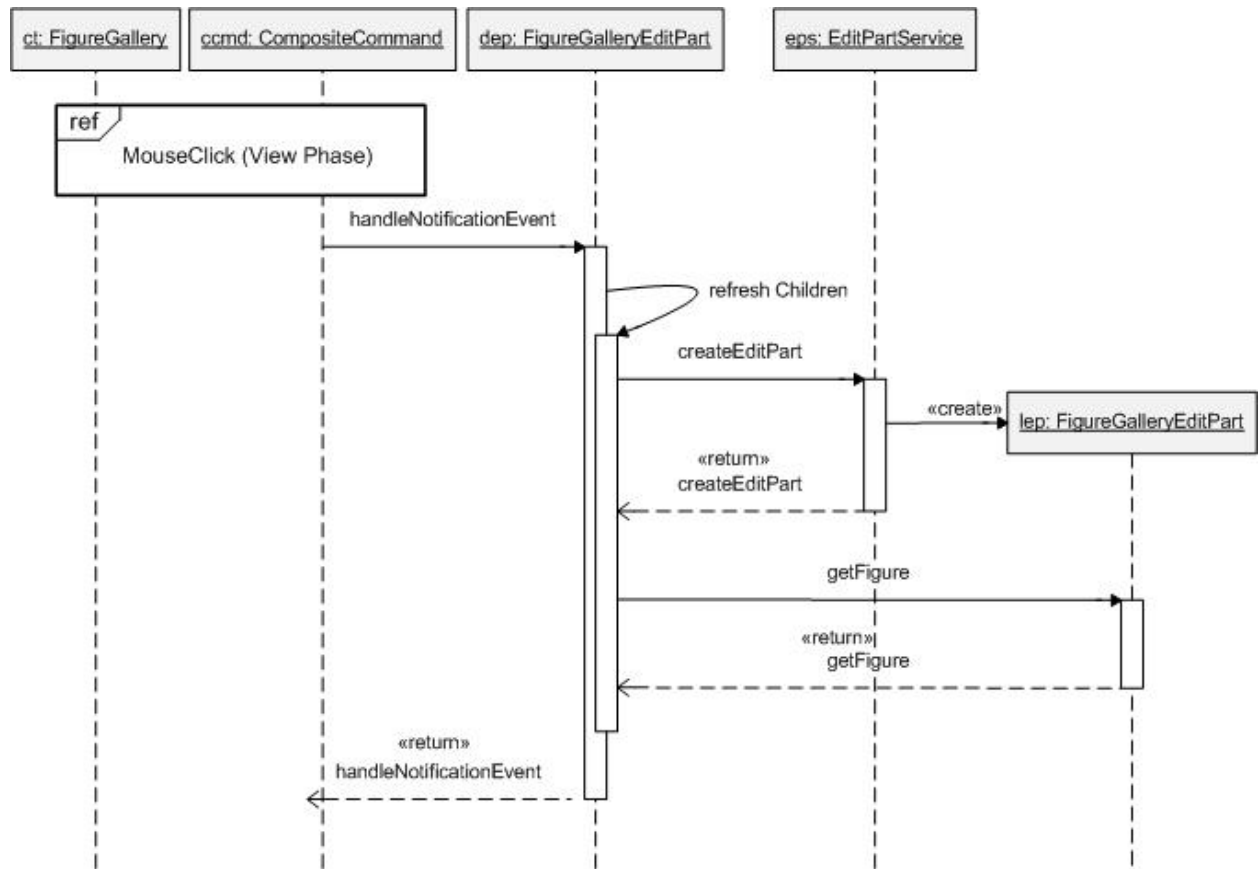 ct: FigureGallery
ccmd: CompositeCommand
dep: FigureGalleryEditPart
eps: EditPartService
ref
MouseClick (View Phase)
handleNotificationEvent
refresh Children
createEditPart
«create»
lep: FigureGalleryEditPart
«return»
createEditPart
getFigure
«return»
getFigure
«return»
handleNotificationEvent